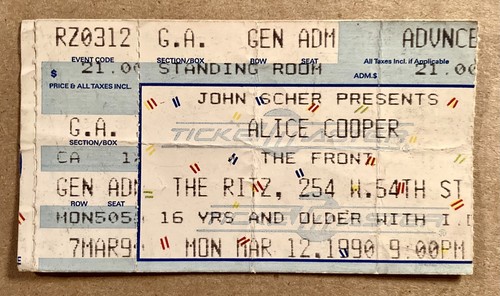 RZ0312 G.A. GEN ADM ADVNCE
EVENT CODE SECTION/BOX ROW SEAT All Taxes Incl. if Applicable
$ 21.00 STANDING ROOM ADM.$ 21.00
PRICE & ALL TAXES INCL.
JOHN SCHER PRESENTS
G.A. ALICE COOPER
SECTION/BOX
TICKETMASTER
CA THE FRONT
GEN ADM THE RITZ, 254 W.54TH ST
ROW SEAT
MON505 16 YRS AND OLDER WITH I.D
7MAR9 MON MAR 12,1990 9:00PM